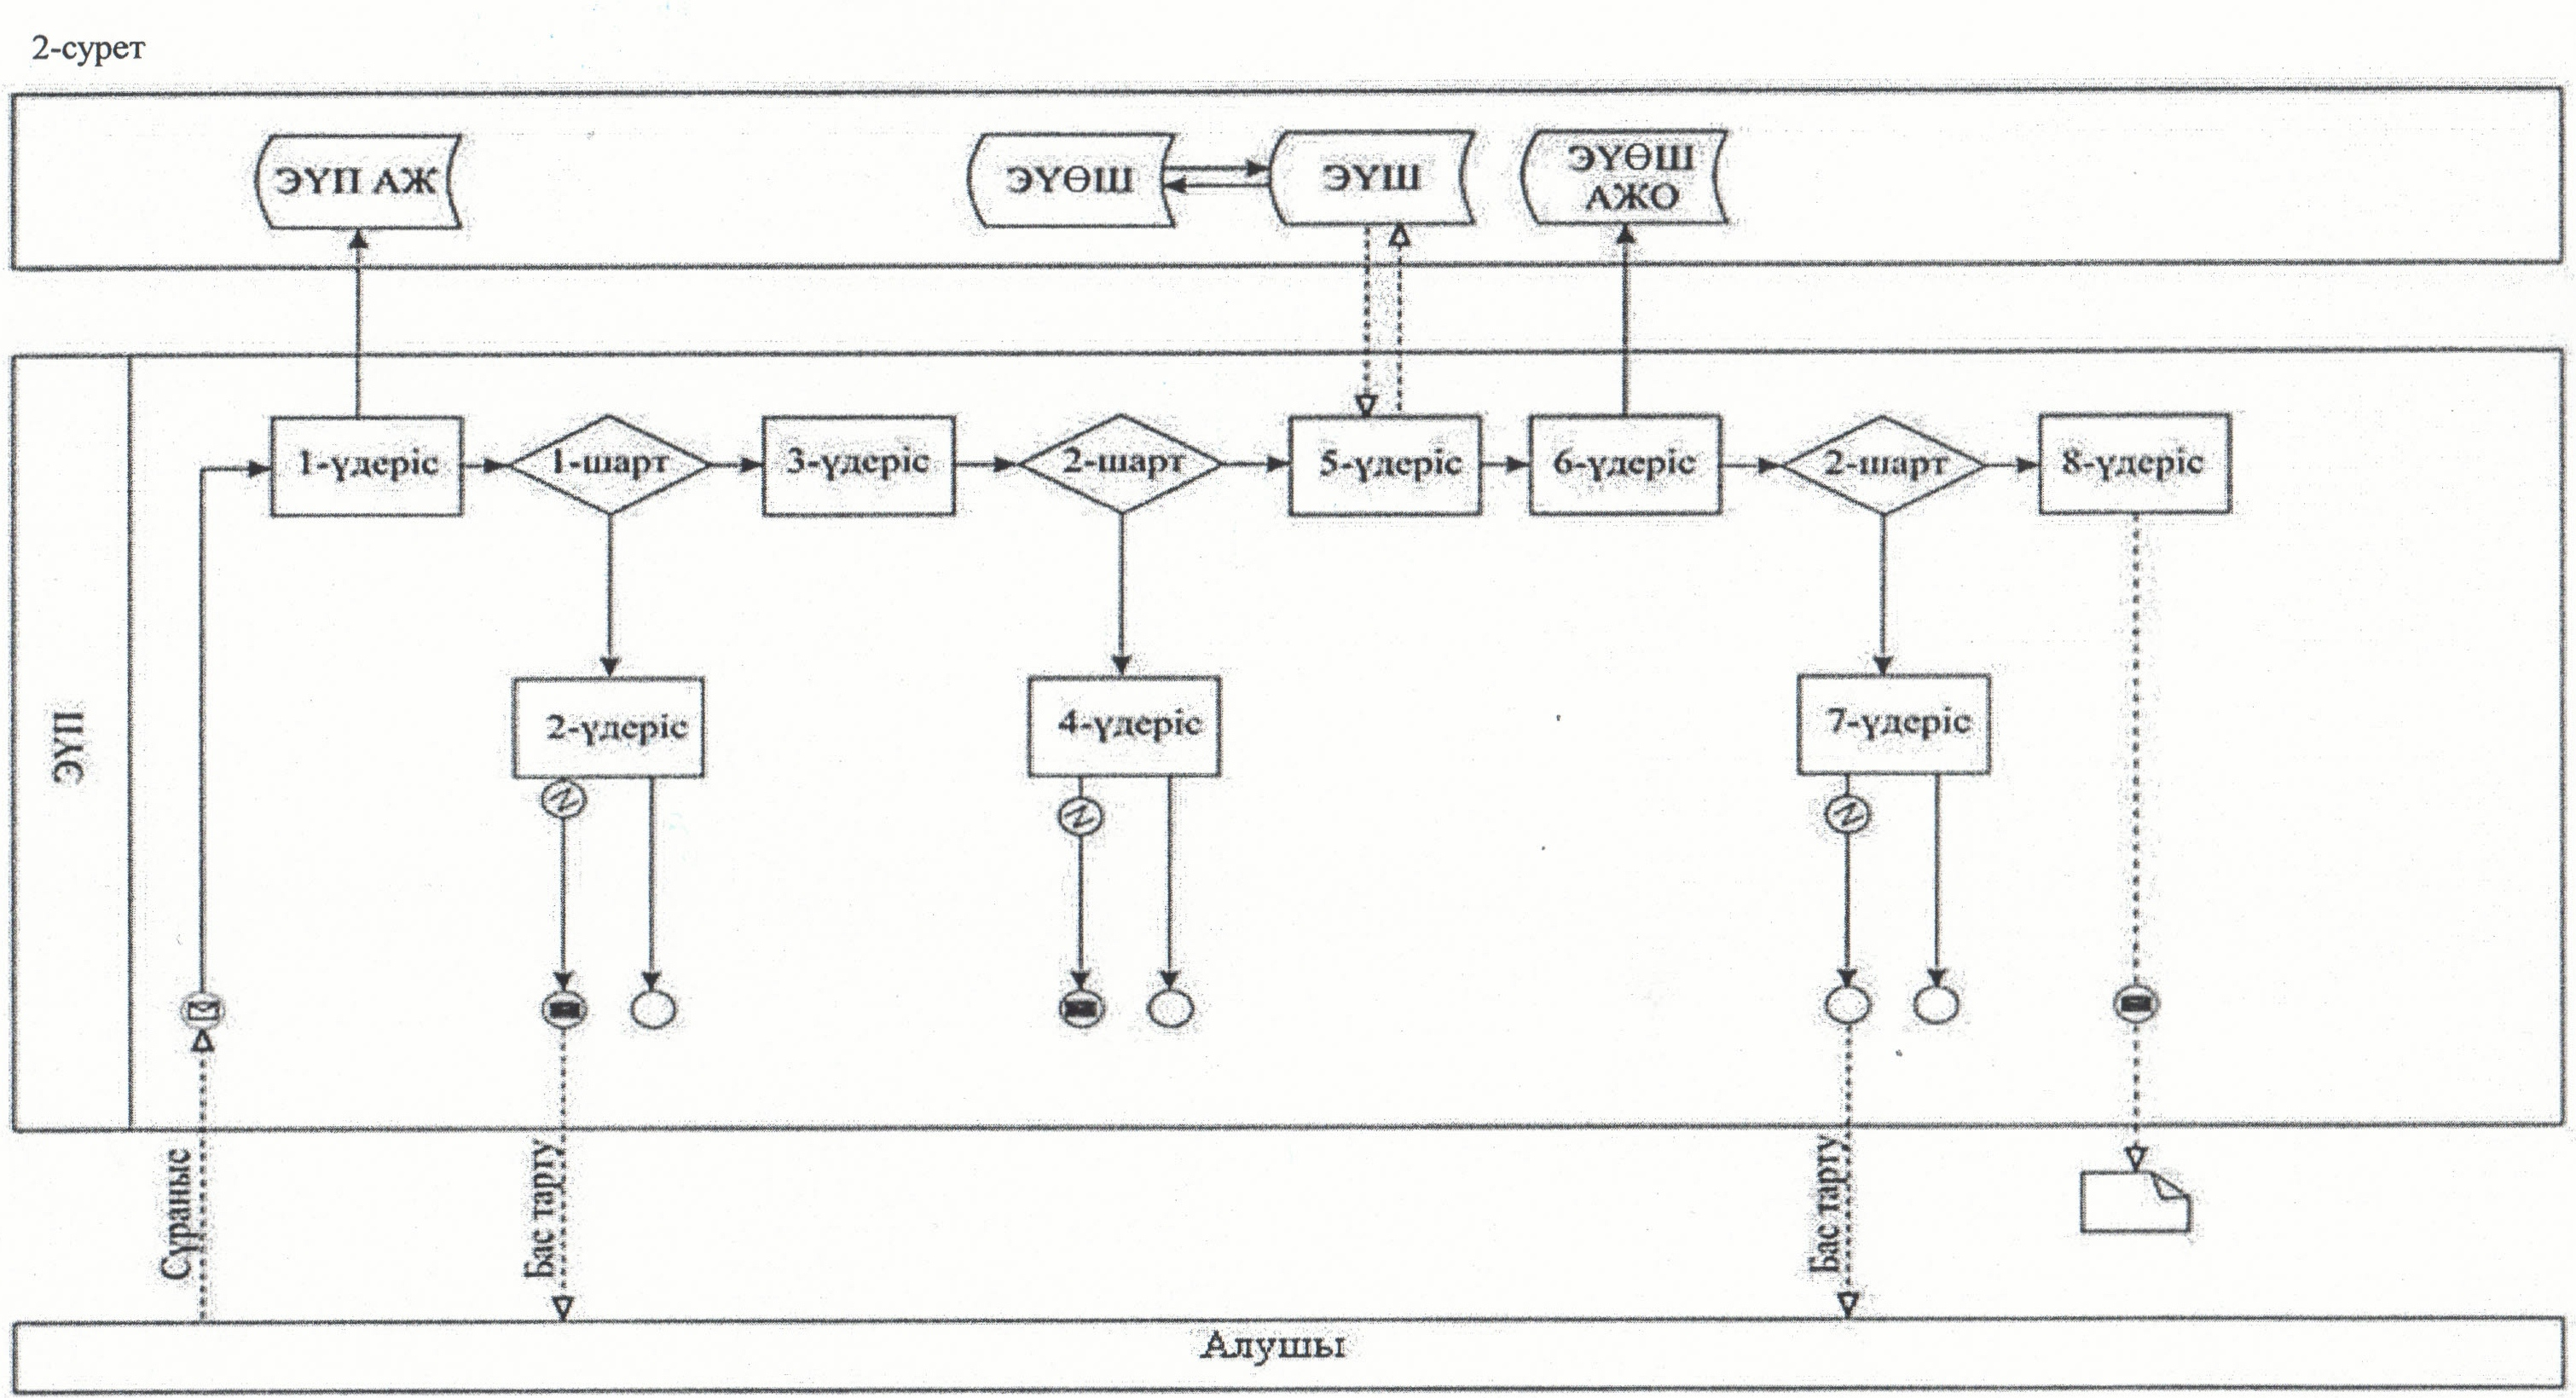 2-сурет
ЭҮП АЖ
ЭҮӨШ
ЭҮШ
ЭҮӨШ
АЖО
ЭҮП
1-үдеріс
1-шарт
3-үдеріс
2-шарт
5-үдеріс
6-үдеріс
2-шарт
8-үдеріс
2-үдеріс
4-үдеріс
7-үдеріс
Сұраныс
Бас тарту
Бас тарту
Алушы